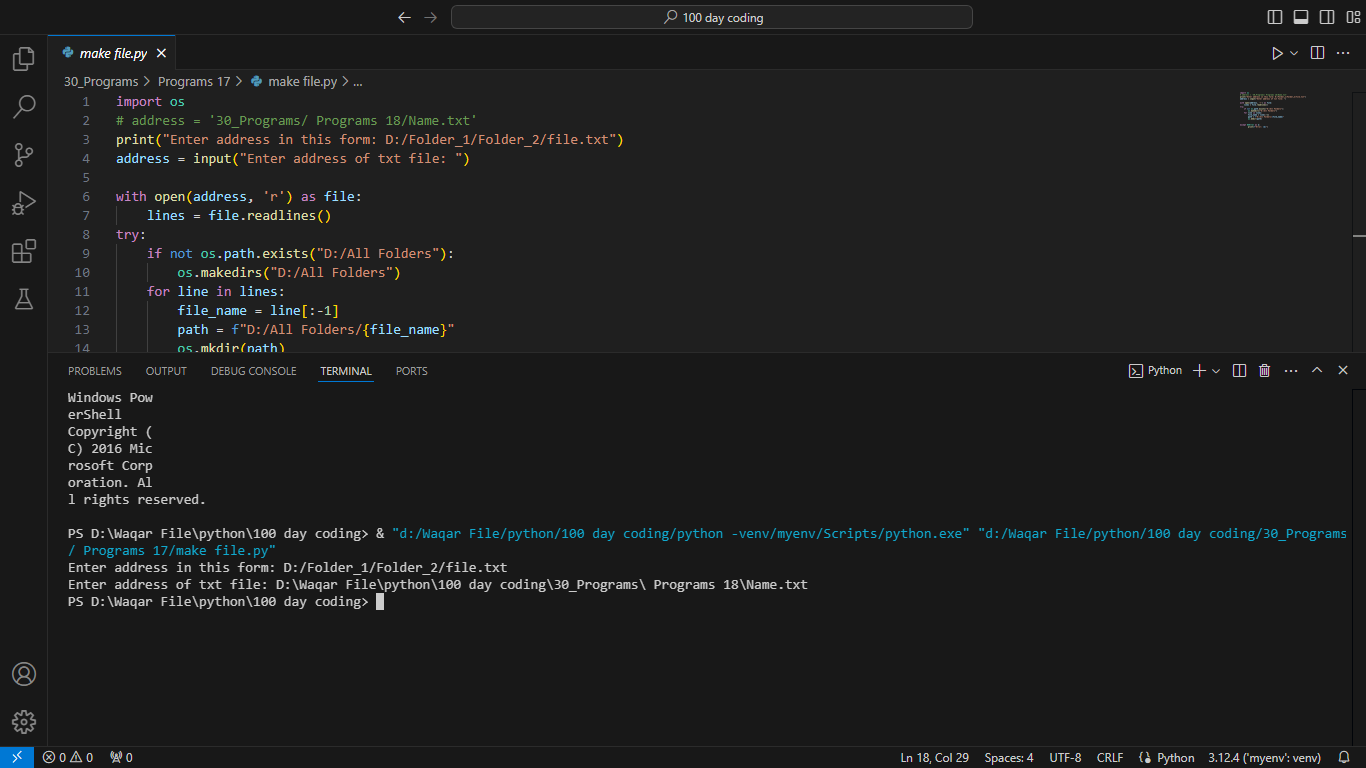 100 day coding
make file.py
30_Programs > Programs 17 > make file.py > ...
1 import os
2 # address = '30_Programs/ Programs 18/Name.txt'
3 print("Enter address in this form: D:/Folder_1/Folder_2/file.txt")
4 address = input("Enter address of txt file: ")
5
6 with open(address, 'r') as file:
7 lines = file.readlines()
8 try:
9 if not os.path.exists("D:/All Folders"):
10 os.makedirs("D:/All Folders")
11 for line in lines:
12 file_name = line[:-1]
13 path = f"D:/All Folders/{file_name}"
14 os.mkdir(path)
PROBLEMS OUTPUT DEBUG CONSOLE TERMINAL PORTS Python
Windows Pow
erShell
Copyright (
C) 2016 Mic
rosoft Corp
oration. Al
l rights reserved.
PS D:\Waqar File\python\100 day coding> & "d:/Waqar File/python/100 day coding/python -venv/myenv/Scripts/python.exe" "d:/Waqar File/python/100 day coding/30_Programs
/ Programs 17/make file.py"
Enter address in this form: D:/Folder_1/Folder_2/file.txt
Enter address of txt file: D:\Waqar File\python\100 day coding\30_Programs\ Programs 18\Name.txt
PS D:\Waqar File\python\100 day coding>
0 0 0 Ln 18, Col 29 Spaces: 4 UTF-8 CRLF Python 3.12.4 ('myenv': venv)